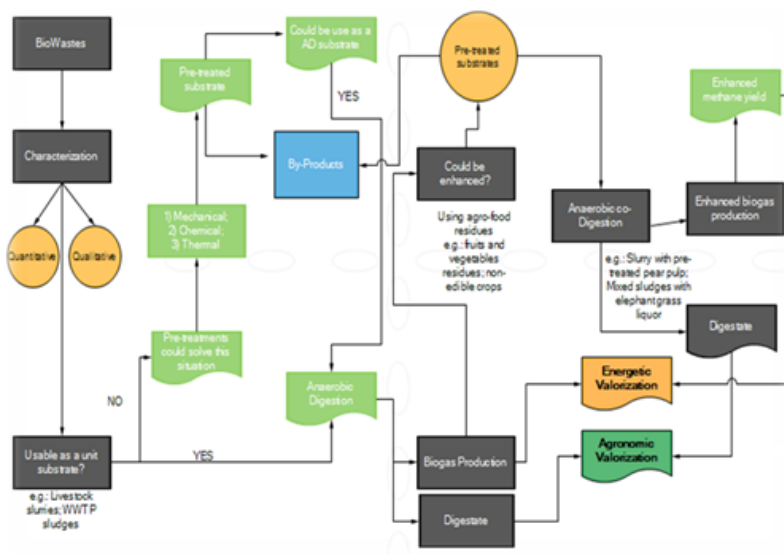 BioWastes
Characterization
Quantitative
Qualitative
Usable as a unit
substrate?
e.g.: Livestock
slurries; WWTP
sludges
NO
YES
Pre-treatments
could solve this
situation
1) Mechanical;
2) Chemical;
3) Thermal
Pre-treated
substrate
Could be use as a
AD substrate
YES
By-Products
Anaerobic
Digestion
Biogas Production
Digestate
Could be
enhanced?
Using agro-food
residues
e.g.: fruits and
vegetables
residues; non-
edible crops
Pre-treated
substrates
Anaerobic co-
Digestion
e.g.: Slurry with pre-
treated pear pulp;
Mixed sludges with
elephant grass
liquor
Enhanced biogas
production
Enhanced
methane yield
Digestate
Energetic
Valorization
Agronomic
Valorization